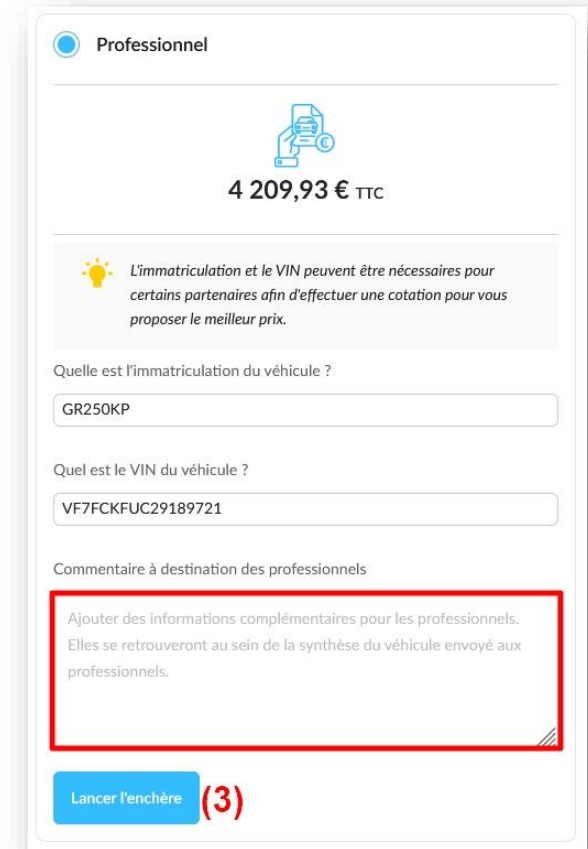 Professionnel
4 209,93 € TTC
L'immatriculation et le VIN peuvent être nécessaires pour
certains partenaires afin d'effectuer une cotation pour vous
proposer le meilleur prix.
Quelle est l'immatriculation du véhicule ?
GR250KP
Quel est le VIN du véhicule ?
VF7FCKFUC29189721
Commentaire à destination des professionnels
Ajouter des informations complémentaires pour les professionnels.
Elles se retrouveront au sein de la synthèse du véhicule envoyé aux
professionnels.
Lancer l'enchère (3)